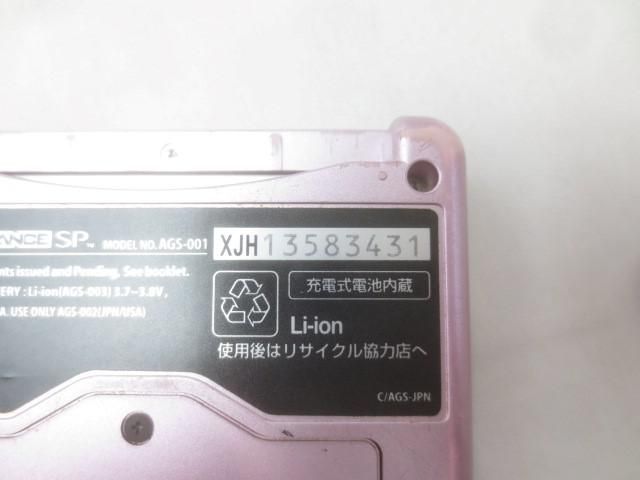 ANCE SP™ MODEL NO. AGS-001 XJH13583431
nts issued and Pending. See booklet.
ERY : Li-ion(AGS-003) 3.7⎓3.8V,
A. USE ONLY AGS-002(JPN/USA)
充電式電池内蔵
Li-ion
使用後はリサイクル協力店へ
C/AGS-JPN